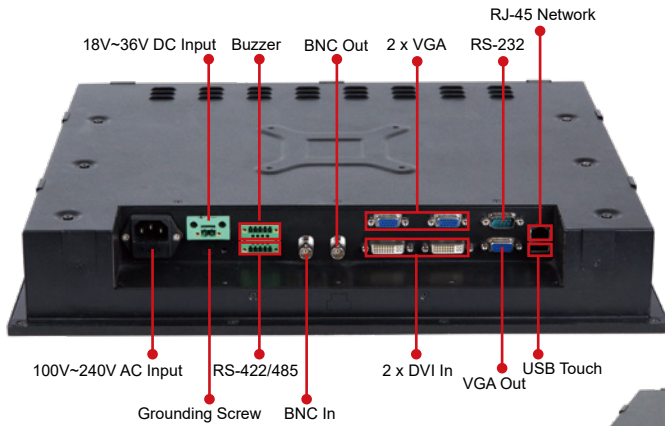 RJ-45 Network
18V~36V DC Input
Buzzer
BNC Out
2 x VGA
RS-232
100V~240V AC Input
RS-422/485
2 x DVI In
USB Touch
VGA Out
Grounding Screw
BNC In